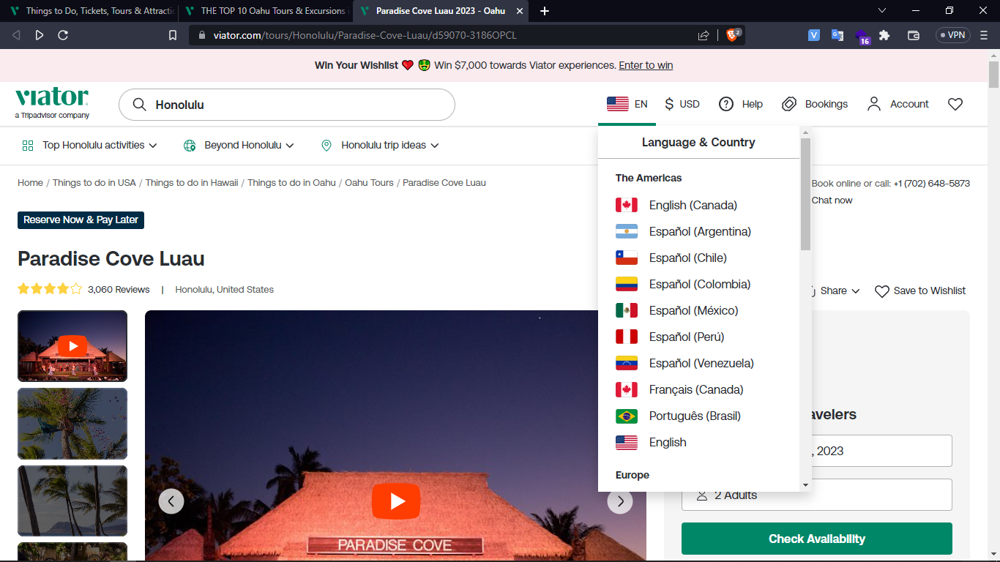 Things to Do, Tickets, Tours & Attractic
THE TOP 10 Oahu Tours & Excursions
Paradise Cove Luau 2023 - Oahu
viator.com/tours/Honolulu/Paradise-Cove-Luau/d59070-3186OPCL
2
V
16
VPN
Win Your Wishlist ❤️ 🤑 Win $7,000 towards Viator experiences. Enter to win
viator
a Tripadvisor company
Honolulu
EN
$ USD
Help
Bookings
Account
Top Honolulu activities
Beyond Honolulu
Honolulu trip ideas
Language & Country
The Americas
English (Canada)
Español (Argentina)
Español (Chile)
Español (Colombia)
Español (México)
Español (Perú)
Español (Venezuela)
Français (Canada)
Português (Brasil)
English
Europe
Home / Things to do in USA / Things to do in Hawaii / Things to do in Oahu / Oahu Tours / Paradise Cove Luau
Book online or call: +1 (702) 648-5873
Chat now
Reserve Now & Pay Later
Paradise Cove Luau
3,060 Reviews | Honolulu, United States
Share
Save to Wishlist
PARADISE COVE
avelers
, 2023
2 Adults
Check Availability